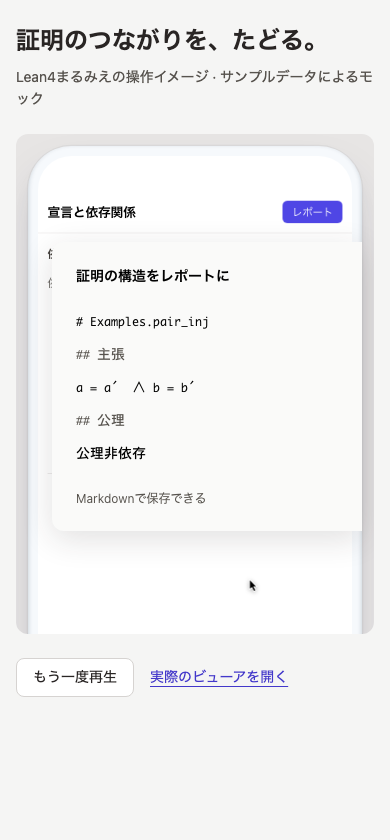 証明のつながりを、たどる。
Lean4まるみえの操作イメージ · サンプルデータによるモ
ック
宣言と依存関係
レポート
証明の構造をレポートに
# Examples.pair_inj
## 主張
a = a′ ∧ b = b′
## 公理
公理非依存
Markdownで保存できる
もう一度再生
実際のビューアを開く